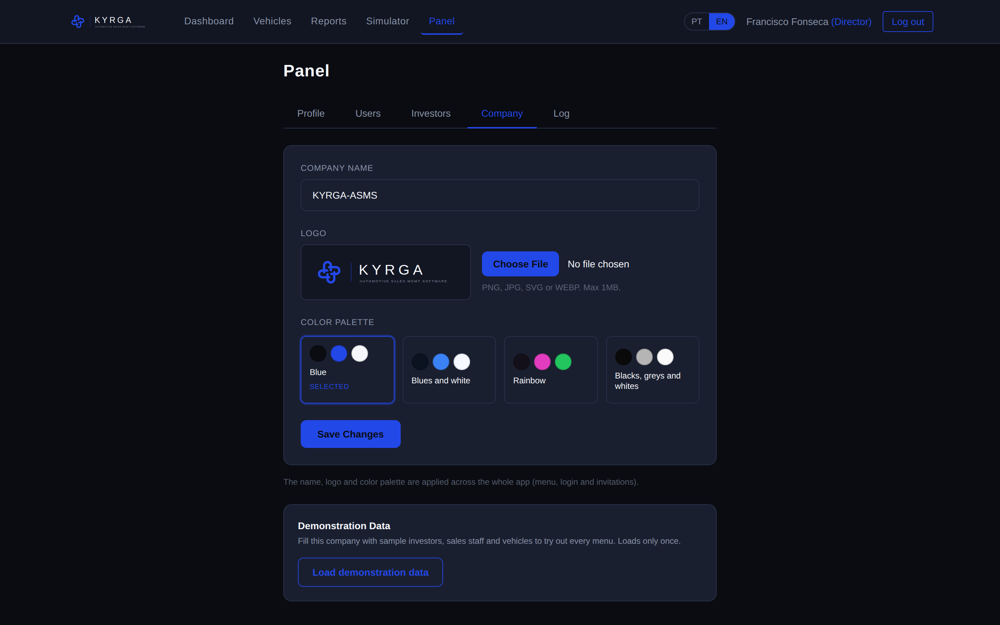 KYRGA
AUTOMOTIVE SALES MGMT SOFTWARE
Dashboard Vehicles Reports Simulator Panel
PT EN Francisco Fonseca (Director) Log out
Panel
Profile Users Investors Company Log
COMPANY NAME
KYRGA-ASMS
LOGO
KYRGA
AUTOMOTIVE SALES MGMT SOFTWARE
Choose File No file chosen
PNG, JPG, SVG or WEBP. Max 1MB.
COLOR PALETTE
Blue
SELECTED
Blues and white
Rainbow
Blacks, greys and
whites
Save Changes
The name, logo and color palette are applied across the whole app (menu, login and invitations).
Demonstration Data
Fill this company with sample investors, sales staff and vehicles to try out every menu. Loads only once.
Load demonstration data